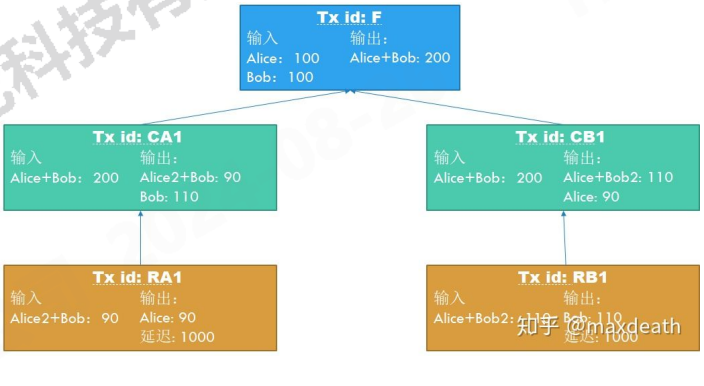 Tx id: F
输入 输出:
Alice: 100 Alice+Bob: 200
Bob: 100
Tx id: CA1
输入 输出:
Alice+Bob: 200 Alice2+Bob: 90
Bob: 110
Tx id: CB1
输入 输出:
Alice+Bob: 200 Alice+Bob2: 110
Alice: 90
Tx id: RA1
输入 输出:
Alice2+Bob: 90 Alice: 90
延迟: 1000
Tx id: RB1
输入 输出:
Alice+Bob2: 110 Bob: 110
延迟: 1000
知乎 @maxdeath